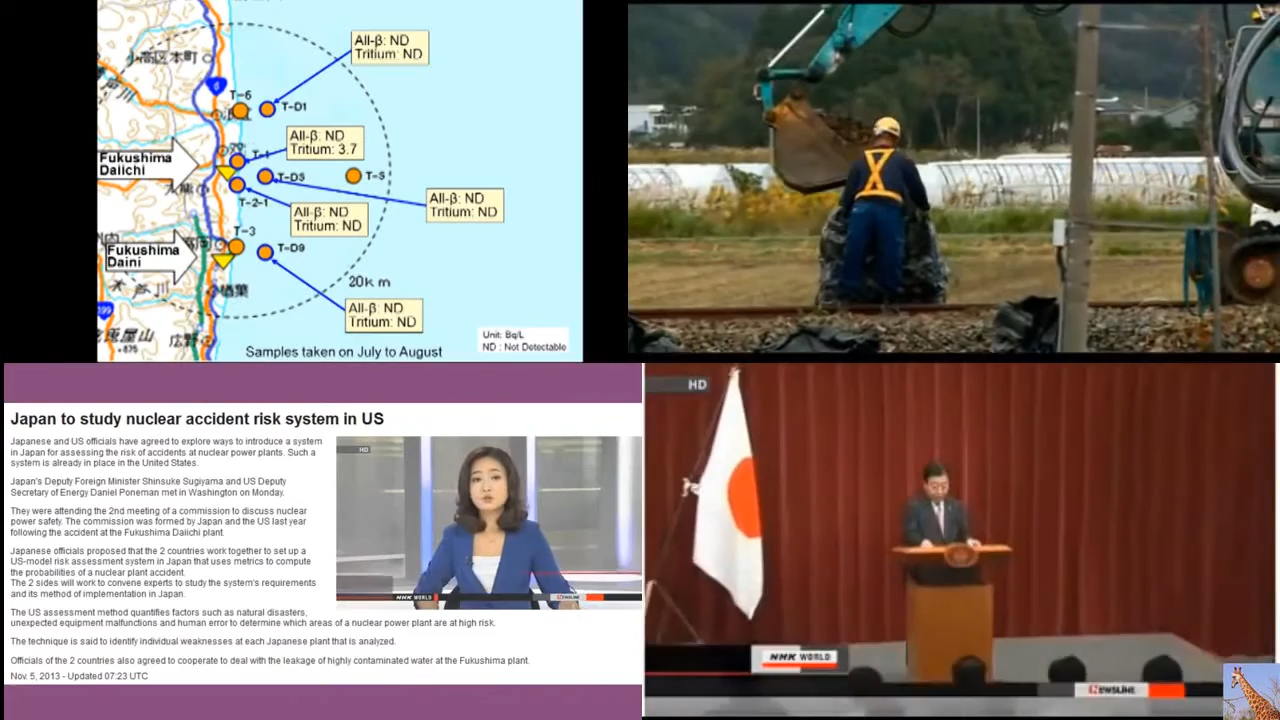 All-β: ND
Tritium: ND
小高区本町
T-6
T-D1
All-β: ND
Tritium: 3.7
Fukushima
Daiichi
T-D5
T-S
All-β: ND
Tritium: ND
T-2-1
All-β: ND
Tritium: ND
T-3
Fukushima
Daini
T-D9
20km
All-β: ND
Tritium: ND
広野
Unit: Bq/L
ND : Not Detectable
Samples taken on July to August
Japan to study nuclear accident risk system in US
Japanese and US officials have agreed to explore ways to introduce a system
in Japan for assessing the risk of accidents at nuclear power plants. Such a
system is already in place in the United States.
Japan's Deputy Foreign Minister Shinsuke Sugiyama and US Deputy
Secretary of Energy Daniel Poneman met in Washington on Monday.
They were attending the 2nd meeting of a commission to discuss nuclear
power safety. The commission was formed by Japan and the US last year
following the accident at the Fukushima Daiichi plant.
Japanese officials proposed that the 2 countries work together to set up a
US-model risk assessment system in Japan that uses metrics to compute
the probabilities of a nuclear plant accident.
The 2 sides will work to convene experts to study the system's requirements
and its method of implementation in Japan.
The US assessment method quantifies factors such as natural disasters,
unexpected equipment malfunctions and human error to determine which areas of a nuclear power plant are at high risk.
The technique is said to identify individual weaknesses at each Japanese plant that is analyzed.
Officials of the 2 countries also agreed to cooperate to deal with the leakage of highly contaminated water at the Fukushima plant.
Nov. 5, 2013 - Updated 07:23 UTC
HD
NHK WORLD
NEWSLINE
HD
NHK WORLD
NEWSLINE